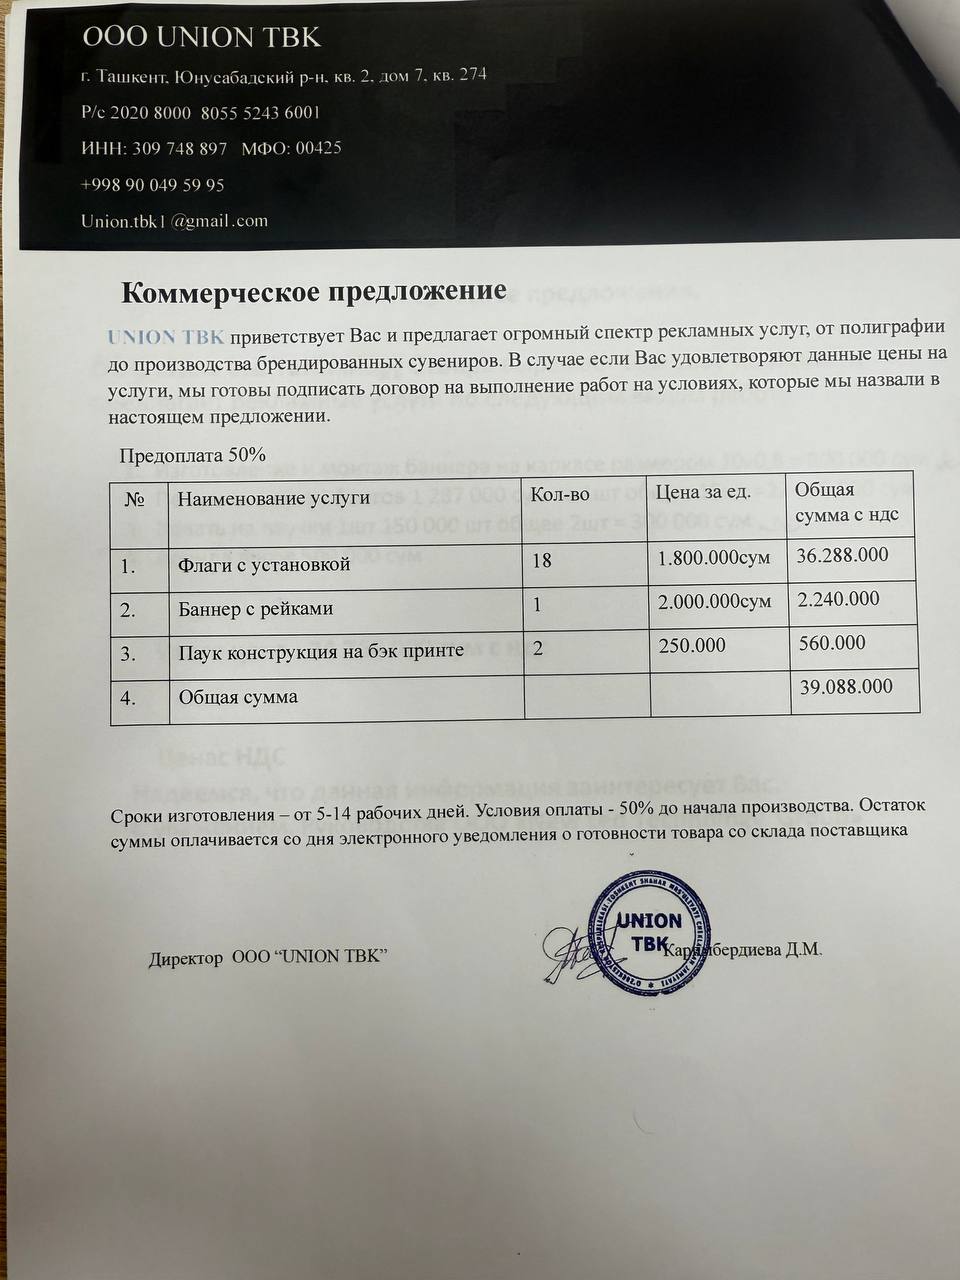 ООО UNION TBK
г. Ташкент, Юнусабадский р-н, кв. 2, дом 7, кв. 274
Р/с 2020 8000 8055 5243 6001
ИНН: 309 748 897 МФО: 00425
+998 90 049 59 95
Union.tbk1@gmail.com
Коммерческое предложение
UNION TBK приветствует Вас и предлагает огромный спектр рекламных услуг, от полиграфии
до производства брендированных сувениров. В случае если Вас удовлетворяют данные цены на
услуги, мы готовы подписать договор на выполнение работ на условиях, которые мы назвали в
настоящем предложении.
Предоплата 50%
№ Наименование услуги Кол-во Цена за ед. Общая
сумма с ндс
1. Флаги с установкой 18 1.800.000сум 36.288.000
2. Баннер с рейками 1 2.000.000сум 2.240.000
3. Паук конструкция на бэк принте 2 250.000 560.000
4. Общая сумма 39.088.000
Сроки изготовления – от 5-14 рабочих дней. Условия оплаты - 50% до начала производства. Остаток
суммы оплачивается со дня электронного уведомления о готовности товара со склада поставщика
UNION
TBK
Директор ООО “UNION TBK” Каримбердиева Д.М.